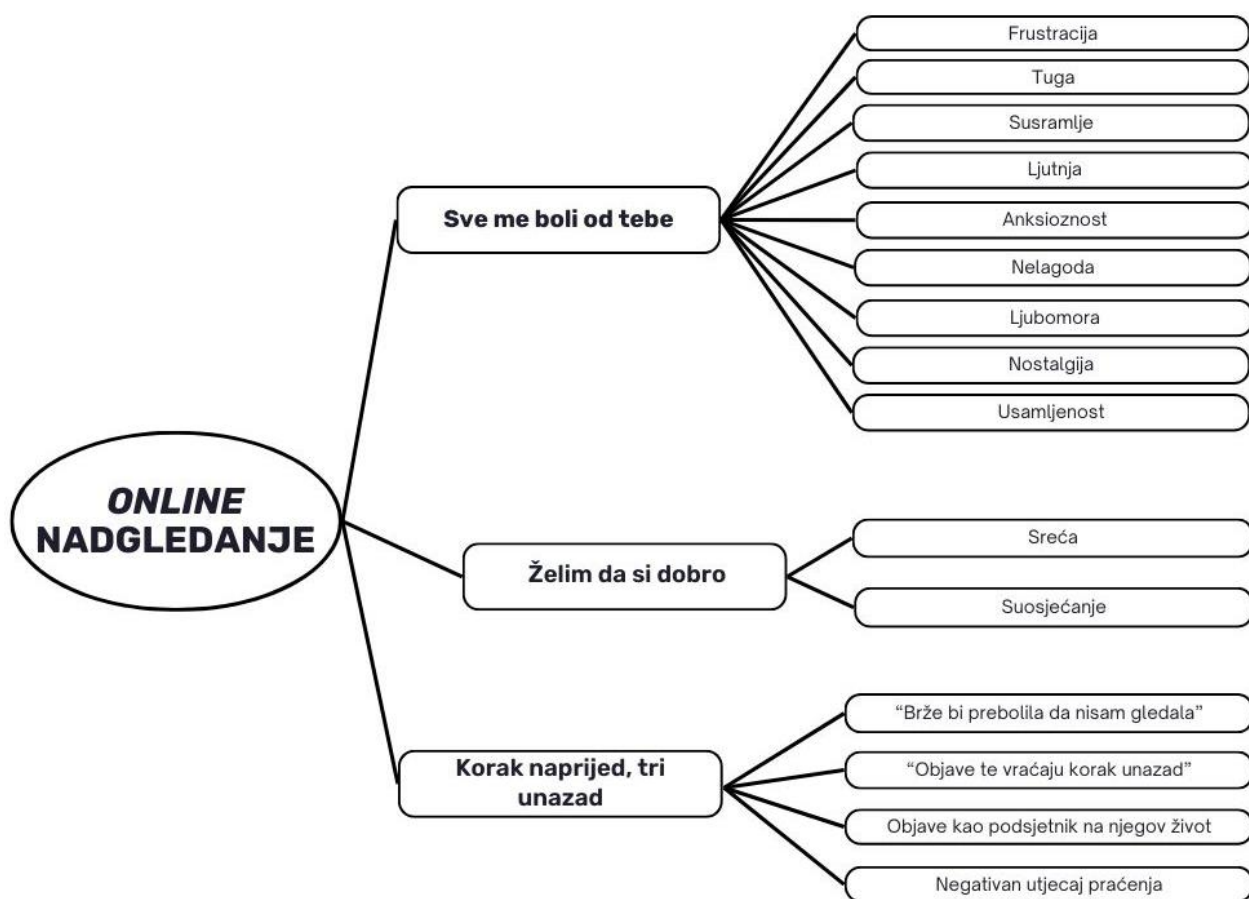 Frustracija
Tuga
Susramlje
Ljutnja
Sve me boli od tebe
Anksioznost
Nelagoda
Ljubomora
Nostalgija
Usamljenost
ONLINE
NADGLEDANJE
Želim da si dobro
Sreća
Suosjećanje
Korak naprijed, tri
unazad
“Brže bi prebolila da nisam gledala”
“Objave te vraćaju korak unazad”
Objave kao podsjetnik na njegov život
Negativan utjecaj praćenja